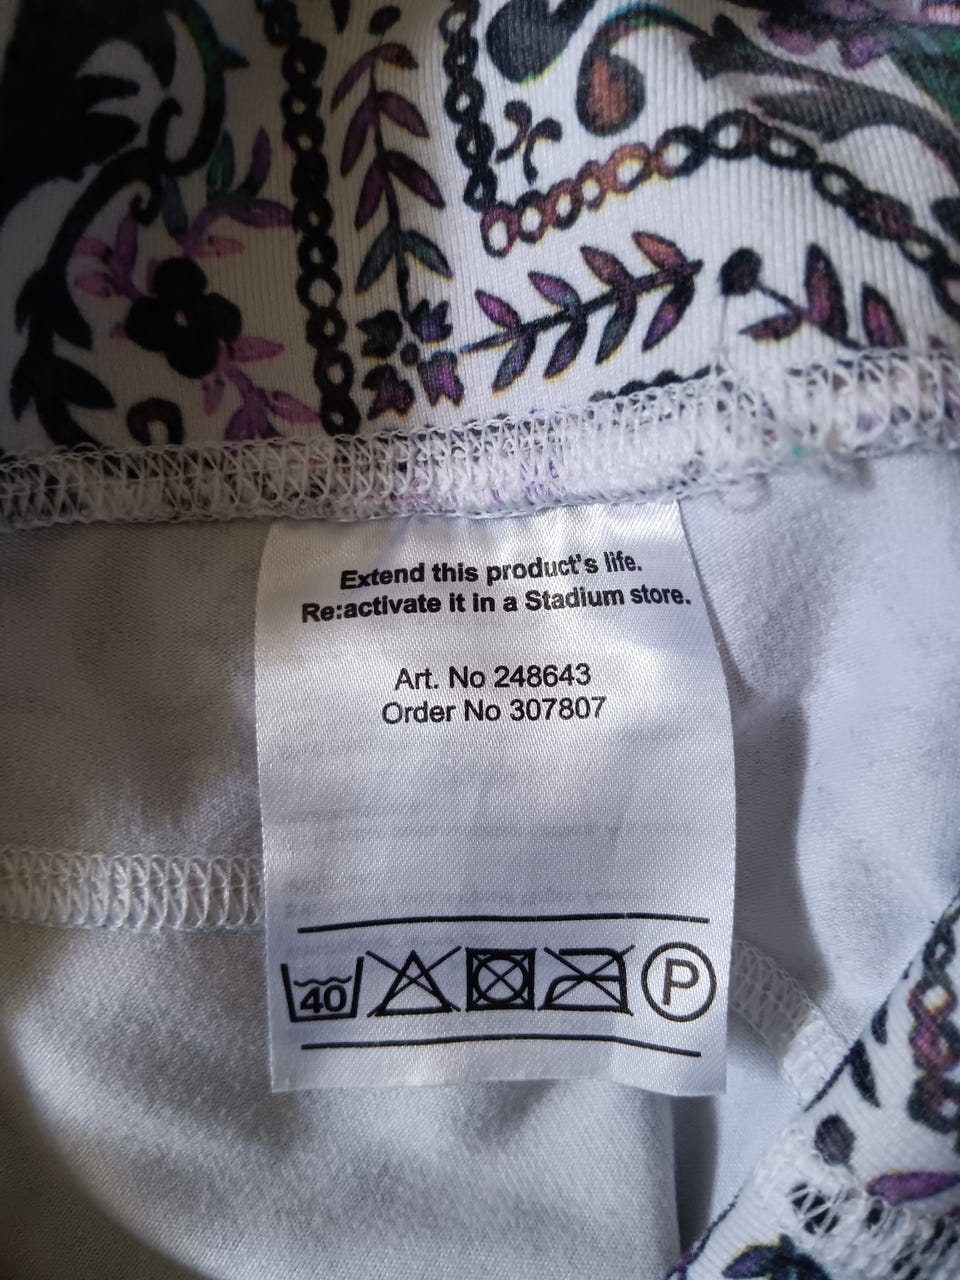 Extend this product's life.
Re:activate it in a Stadium store.
Art. No 248643
Order No 307807
40
P